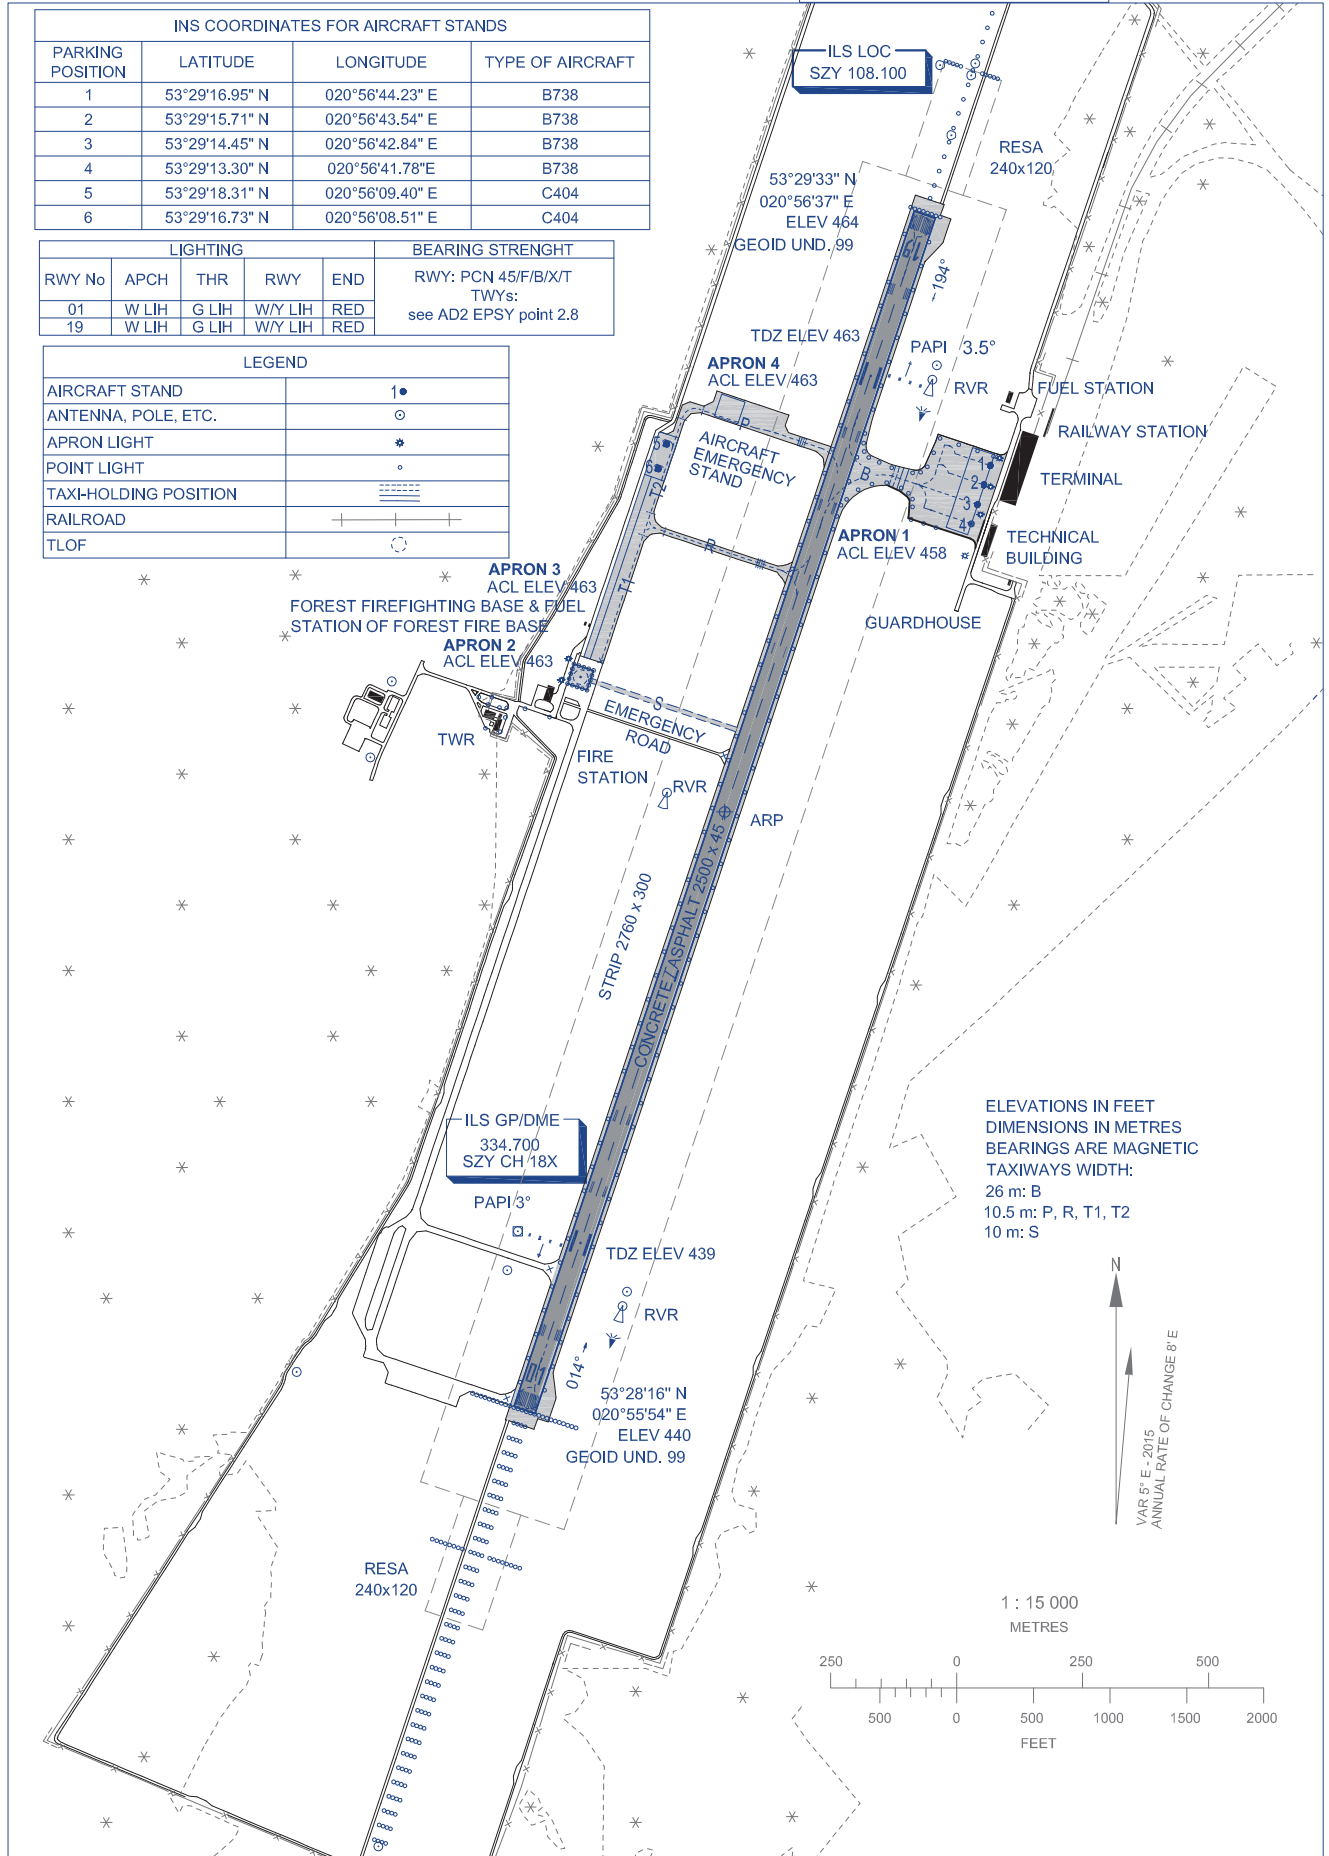 INS COORDINATES FOR AIRCRAFT STANDS
PARKING POSITION LATITUDE LONGITUDE TYPE OF AIRCRAFT
1 53°29'16.95" N 020°56'44.23" E B738
2 53°29'15.71" N 020°56'43.54" E B738
3 53°29'14.45" N 020°56'42.84" E B738
4 53°29'13.30" N 020°56'41.78"E B738
5 53°29'18.31" N 020°56'09.40" E C404
6 53°29'16.73" N 020°56'08.51" E C404
LIGHTING BEARING STRENGHT
RWY No APCH THR RWY END
01 W LIH G LIH W/Y LIH RED
19 W LIH G LIH W/Y LIH RED
RWY: PCN 45/F/B/X/T
TWYs:
see AD2 EPSY point 2.8
LEGEND
AIRCRAFT STAND 1
ANTENNA, POLE, ETC.
APRON LIGHT
POINT LIGHT
TAXI-HOLDING POSITION
RAILROAD
TLOF
ILS LOC
SZY 108.100
RESA
240x120
53°29'33" N
020°56'37" E
ELEV 464
GEOID UND. 99
19
194°
TDZ ELEV 463
PAPI 3.5°
RVR
FUEL STATION
RAILWAY STATION
TERMINAL
APRON 4
ACL ELEV 463
P
AIRCRAFT
EMERGENCY
STAND
5
6
T2
B
1
2
3
4
APRON 1
ACL ELEV 458
TECHNICAL
BUILDING
GUARDHOUSE
R
T1
APRON 3
ACL ELEV 463
FOREST FIREFIGHTING BASE & FUEL
STATION OF FOREST FIRE BASE
APRON 2
ACL ELEV 463
S
EMERGENCY
ROAD
TWR
FIRE
STATION
RVR
ARP
STRIP 2760 x 300
CONCRETE / ASPHALT 2500 x 45
ILS GP/DME
334.700
SZY CH 18X
PAPI 3°
TDZ ELEV 439
RVR
01
014°
53°28'16" N
020°55'54" E
ELEV 440
GEOID UND. 99
RESA
240x120
ELEVATIONS IN FEET
DIMENSIONS IN METRES
BEARINGS ARE MAGNETIC
TAXIWAYS WIDTH:
26 m: B
10.5 m: P, R, T1, T2
10 m: S
N
VAR 5° E - 2015
ANNUAL RATE OF CHANGE 8' E
1 : 15 000
METRES
250 0 250 500
500 0 500 1000 1500 2000
FEET